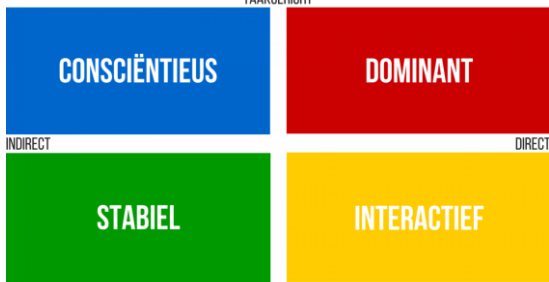 CONSCIËNTIEUS
DOMINANT
INDIRECT
DIRECT
STABIEL
INTERACTIEF